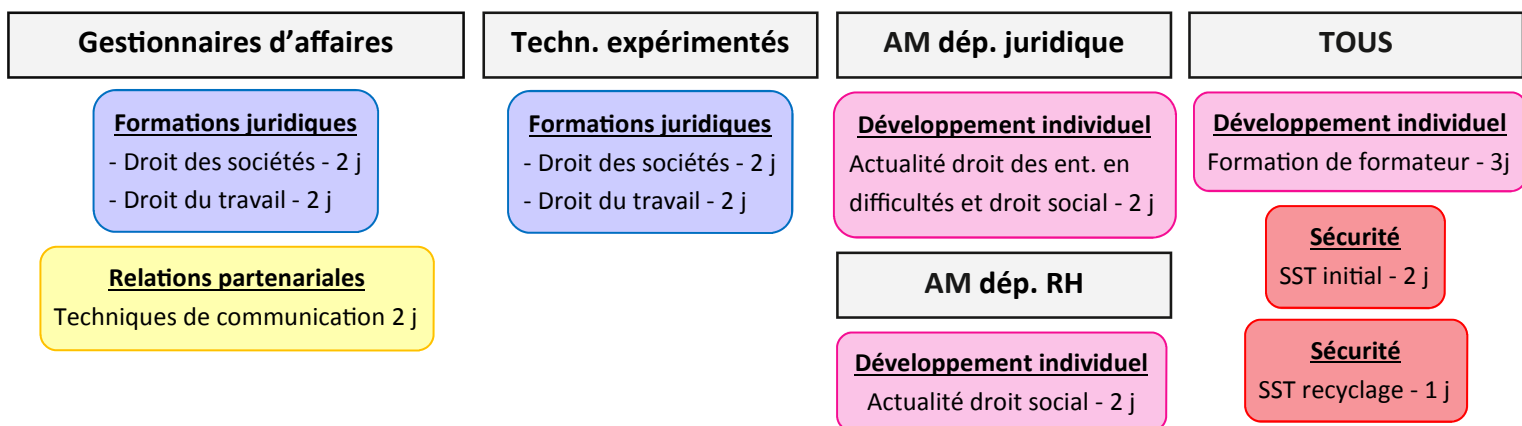 Gestionnaires d’affaires
Formations juridiques
- Droit des sociétés - 2 j
- Droit du travail - 2 j
Relations partenariales
Techniques de communication 2 j
Techn. expérimentés
Formations juridiques
- Droit des sociétés - 2 j
- Droit du travail - 2 j
AM dép. juridique
Développement individuel
Actualité droit des ent. en
difficultés et droit social - 2 j
AM dép. RH
Développement individuel
Actualité droit social - 2 j
TOUS
Développement individuel
Formation de formateur - 3j
Sécurité
SST initial - 2 j
Sécurité
SST recyclage - 1 j